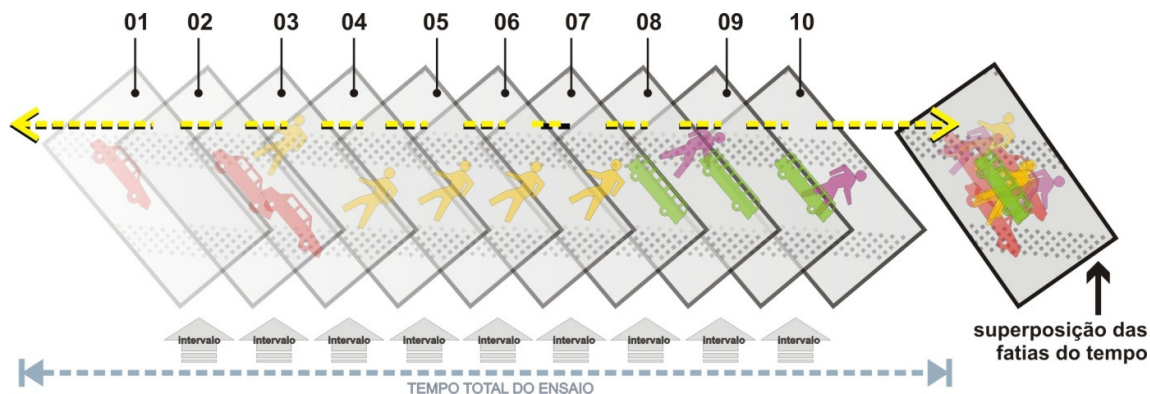 01 02 03 04 05 06 07 08 09 10
intervalo intervalo intervalo intervalo intervalo intervalo intervalo intervalo intervalo
superposição das
fatias do tempo
TEMPO TOTAL DO ENSAIO